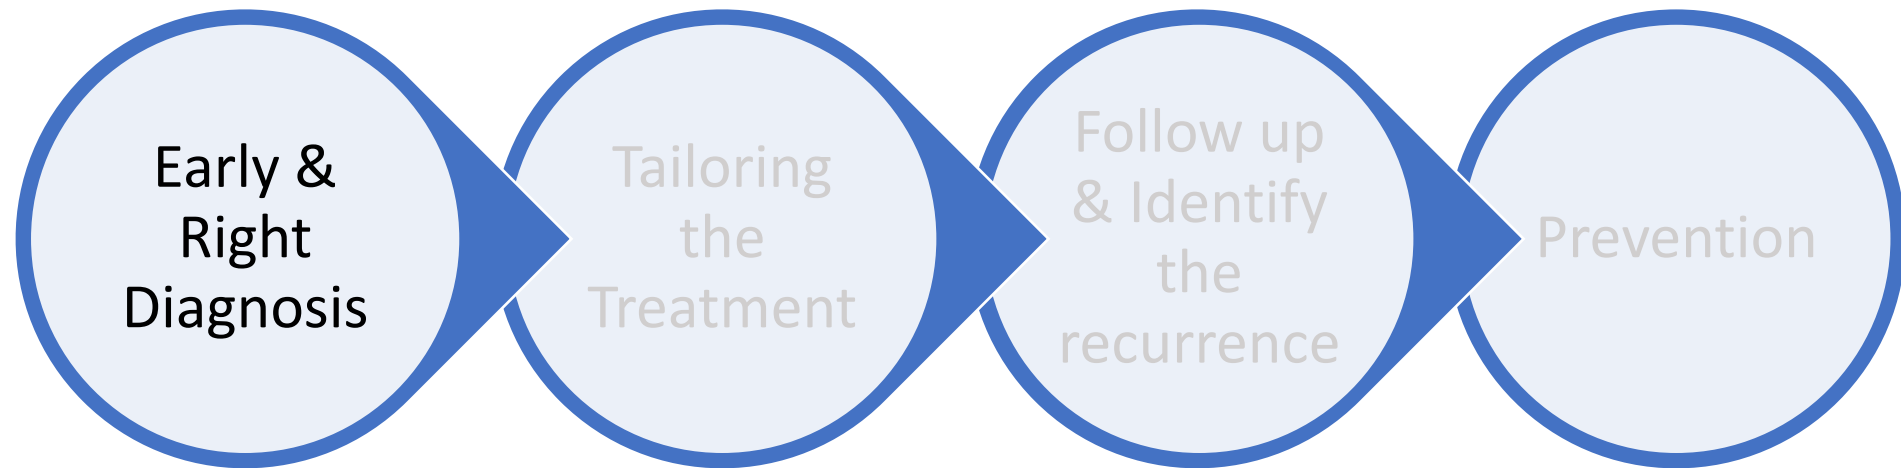 Early &
Right
Diagnosis
Tailoring
the
Treatment
Follow up
& Identify
the
recurrence
Prevention